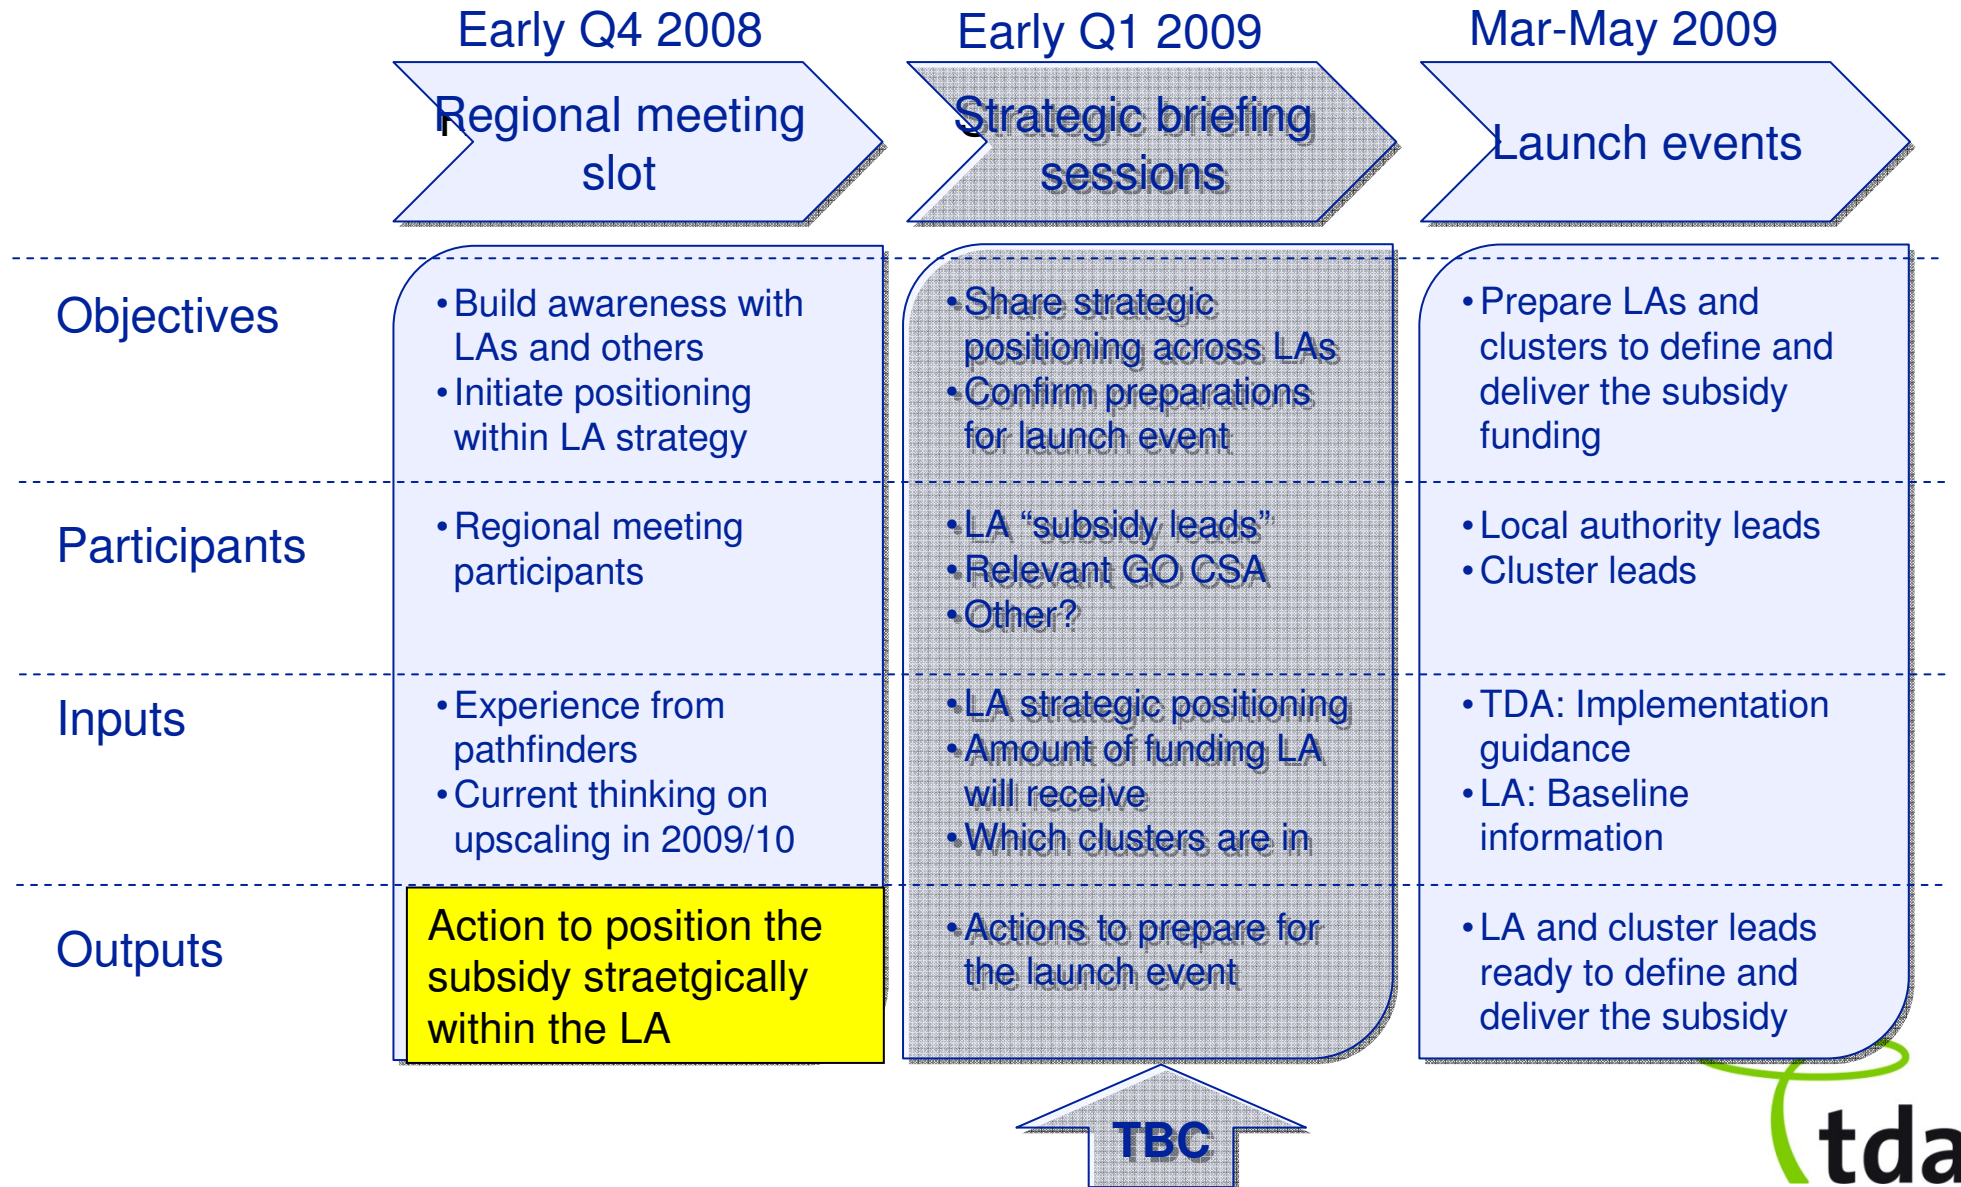 Early Q4 2008
Early Q1 2009
Mar-May 2009
Regional meeting
slot
Strategic briefing
sessions
Launch events
Objectives
•Build awareness with
LAs and others
•Initiate positioning
within LA strategy
•Share strategic
positioning across LAs
•Confirm preparations
for launch event
•Prepare LAs and
clusters to define and
deliver the subsidy
funding
Participants
•Regional meeting
participants
•LA “subsidy leads”
•Relevant GO CSA
•Other?
•Local authority leads
•Cluster leads
Inputs
•Experience from
pathfinders
•Current thinking on
upscaling in 2009/10
•LA strategic positioning
•Amount of funding LA
will receive
•Which clusters are in
•TDA: Implementation
guidance
•LA: Baseline
information
Outputs
Action to position the
subsidy straetgically
within the LA
•Actions to prepare for
the launch event
•LA and cluster leads
ready to define and
deliver the subsidy
TBC
tda